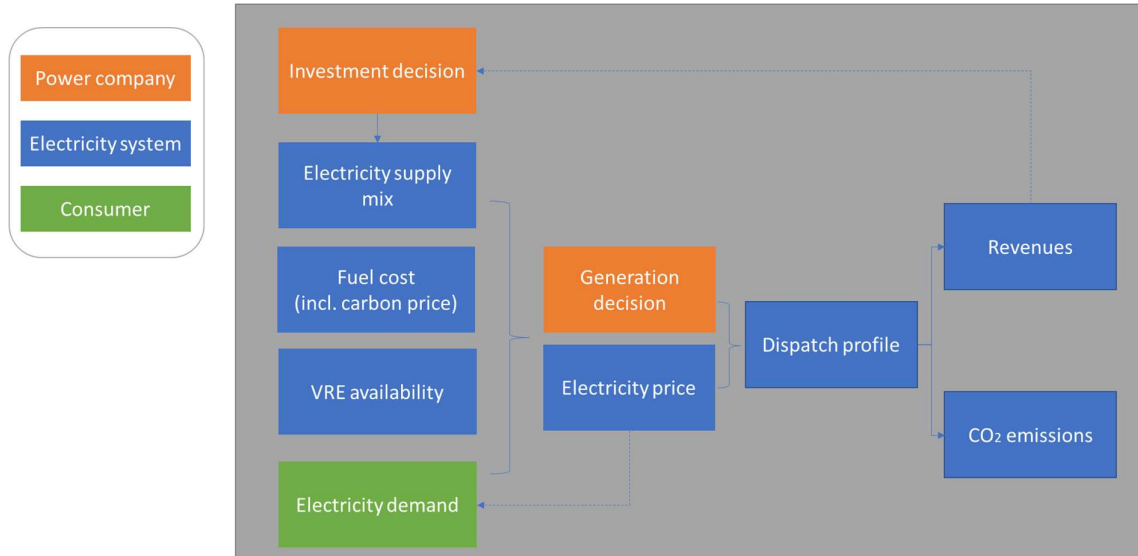 Power company
Electricity system
Consumer
Investment decision
Electricity supply
mix
Fuel cost
(incl. carbon price)
VRE availability
Electricity demand
Generation
decision
Electricity price
Dispatch profile
Revenues
CO₂ emissions